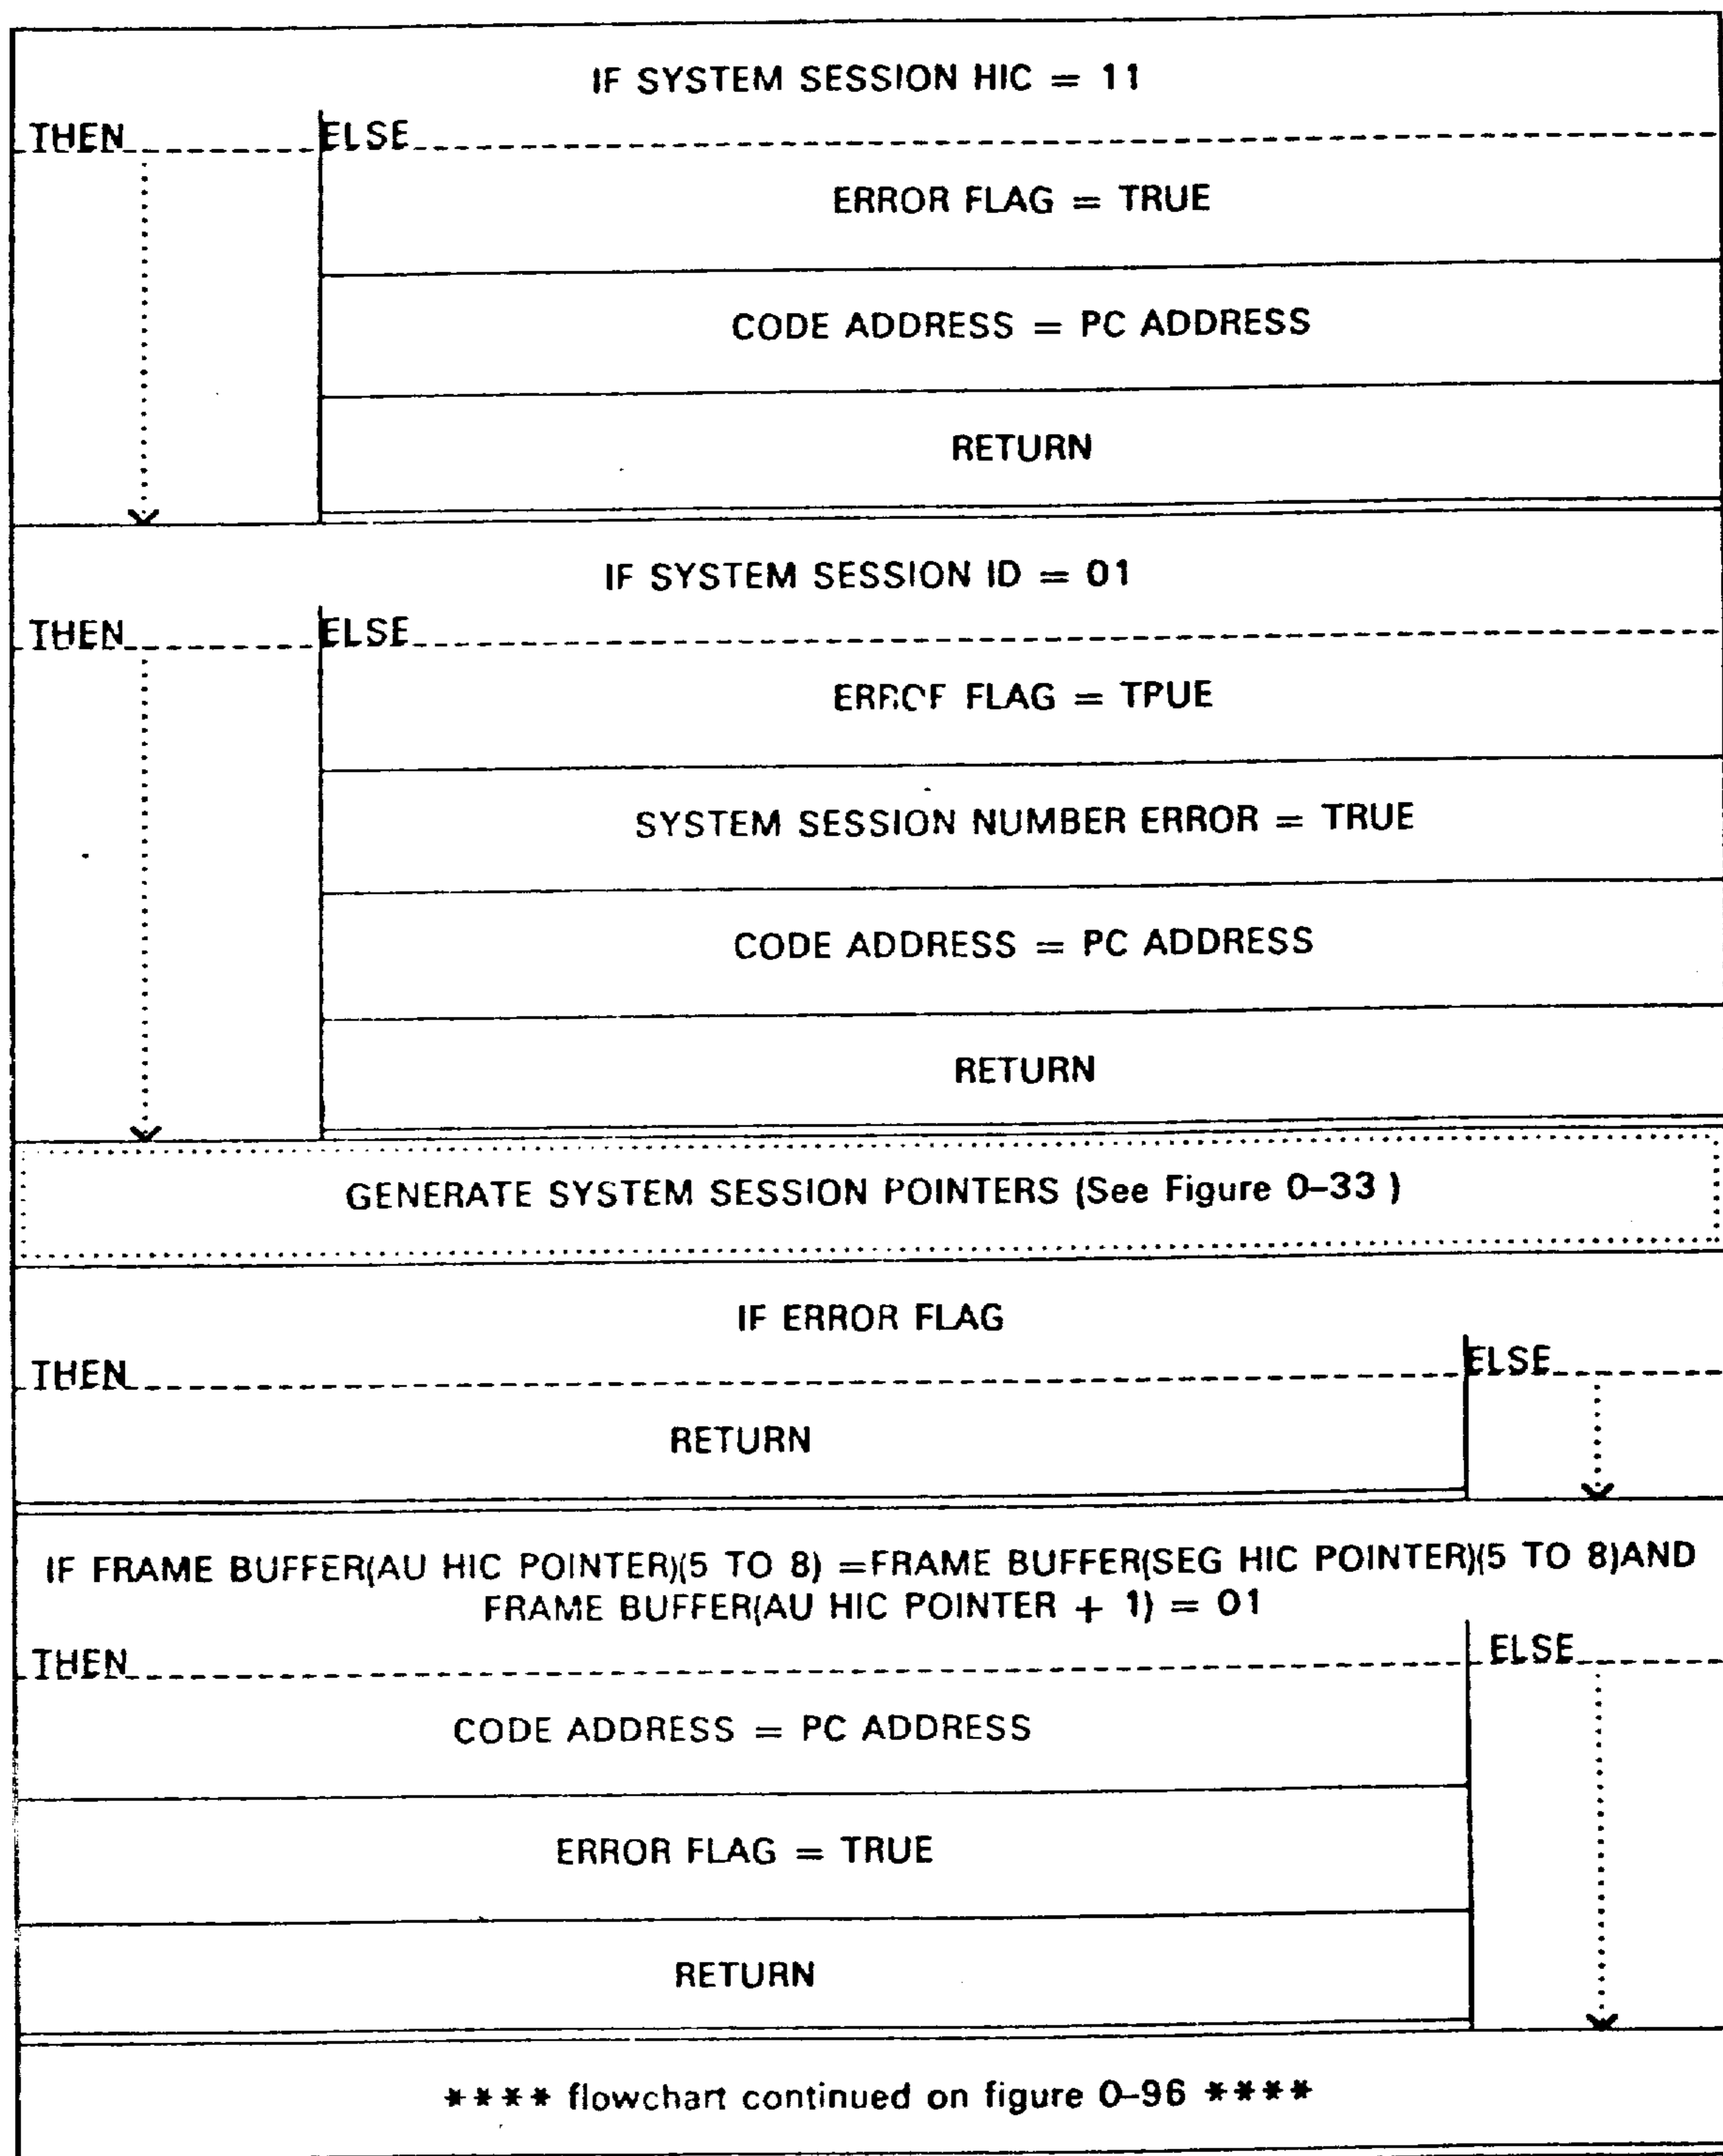 IF SYSTEM SESSION HIC = 11
THEN ELSE
ERROR FLAG = TRUE
CODE ADDRESS = PC ADDRESS
RETURN
IF SYSTEM SESSION ID = 01
THEN ELSE
ERROR FLAG = TRUE
SYSTEM SESSION NUMBER ERROR = TRUE
CODE ADDRESS = PC ADDRESS
RETURN
GENERATE SYSTEM SESSION POINTERS (See Figure 0–33 )
IF ERROR FLAG
THEN ELSE
RETURN
IF FRAME BUFFER(AU HIC POINTER)(5 TO 8) =FRAME BUFFER(SEG HIC POINTER)(5 TO 8)AND
FRAME BUFFER(AU HIC POINTER + 1) = 01
THEN ELSE
CODE ADDRESS = PC ADDRESS
ERROR FLAG = TRUE
RETURN
**** flowchart continued on figure 0–96 ****